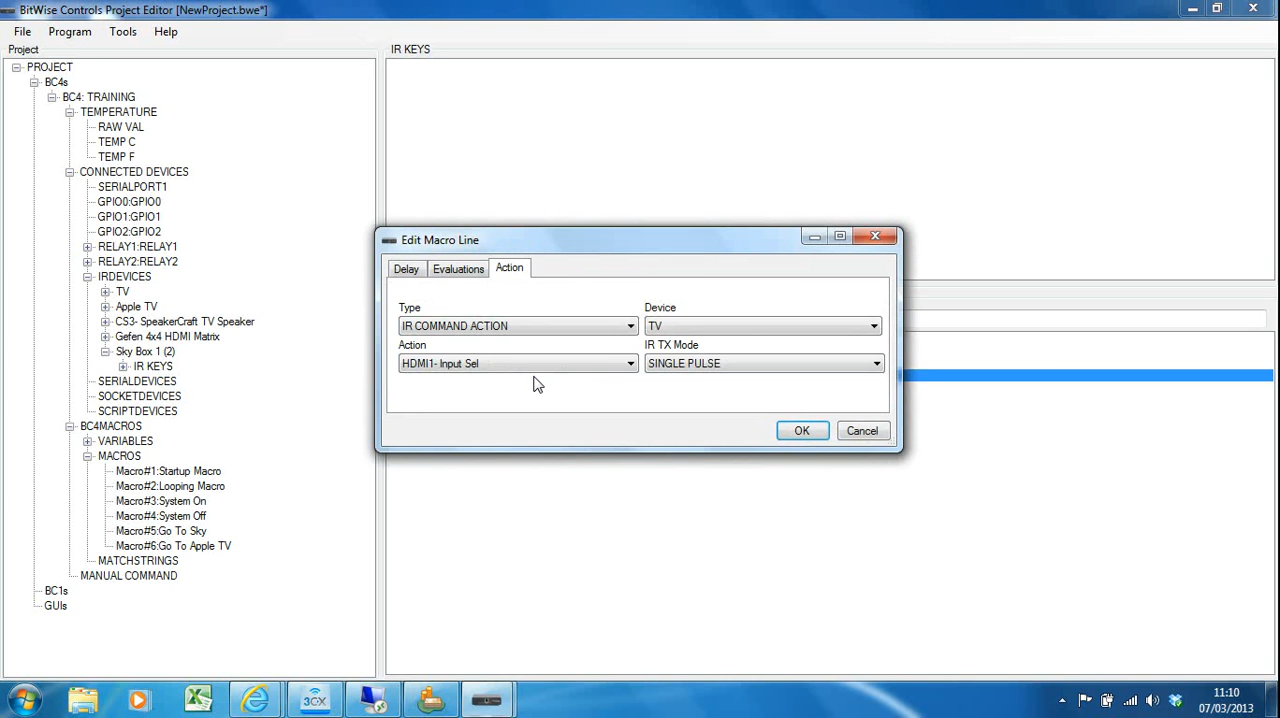 BitWise Controls Project Editor [NewProject.bwe*]
File Program Tools Help
Project
PROJECT
BC4s
BC4: TRAINING
TEMPERATURE
RAW VAL
TEMP C
TEMP F
CONNECTED DEVICES
SERIALPORT1
GPIO0:GPIO0
GPIO1:GPIO1
GPIO2:GPIO2
RELAY1:RELAY1
RELAY2:RELAY2
IRDEVICES
TV
Apple TV
CS3- SpeakerCraft TV Speaker
Gefen 4x4 HDMI Matrix
Sky Box 1 (2)
IR KEYS
SERIALDEVICES
SOCKETDEVICES
SCRIPTDEVICES
BC4MACROS
VARIABLES
MACROS
Macro#1:Startup Macro
Macro#2:Looping Macro
Macro#3:System On
Macro#4:System Off
Macro#5:Go To Sky
Macro#6:Go To Apple TV
MATCHSTRINGS
MANUAL COMMAND
BC1s
GUIs
IR KEYS
Edit Macro Line
Delay Evaluations Action
Type Device
IR COMMAND ACTION TV
Action IR TX Mode
HDMI1- Input Sel SINGLE PULSE
OK Cancel
3CX
11:10
07/03/2013